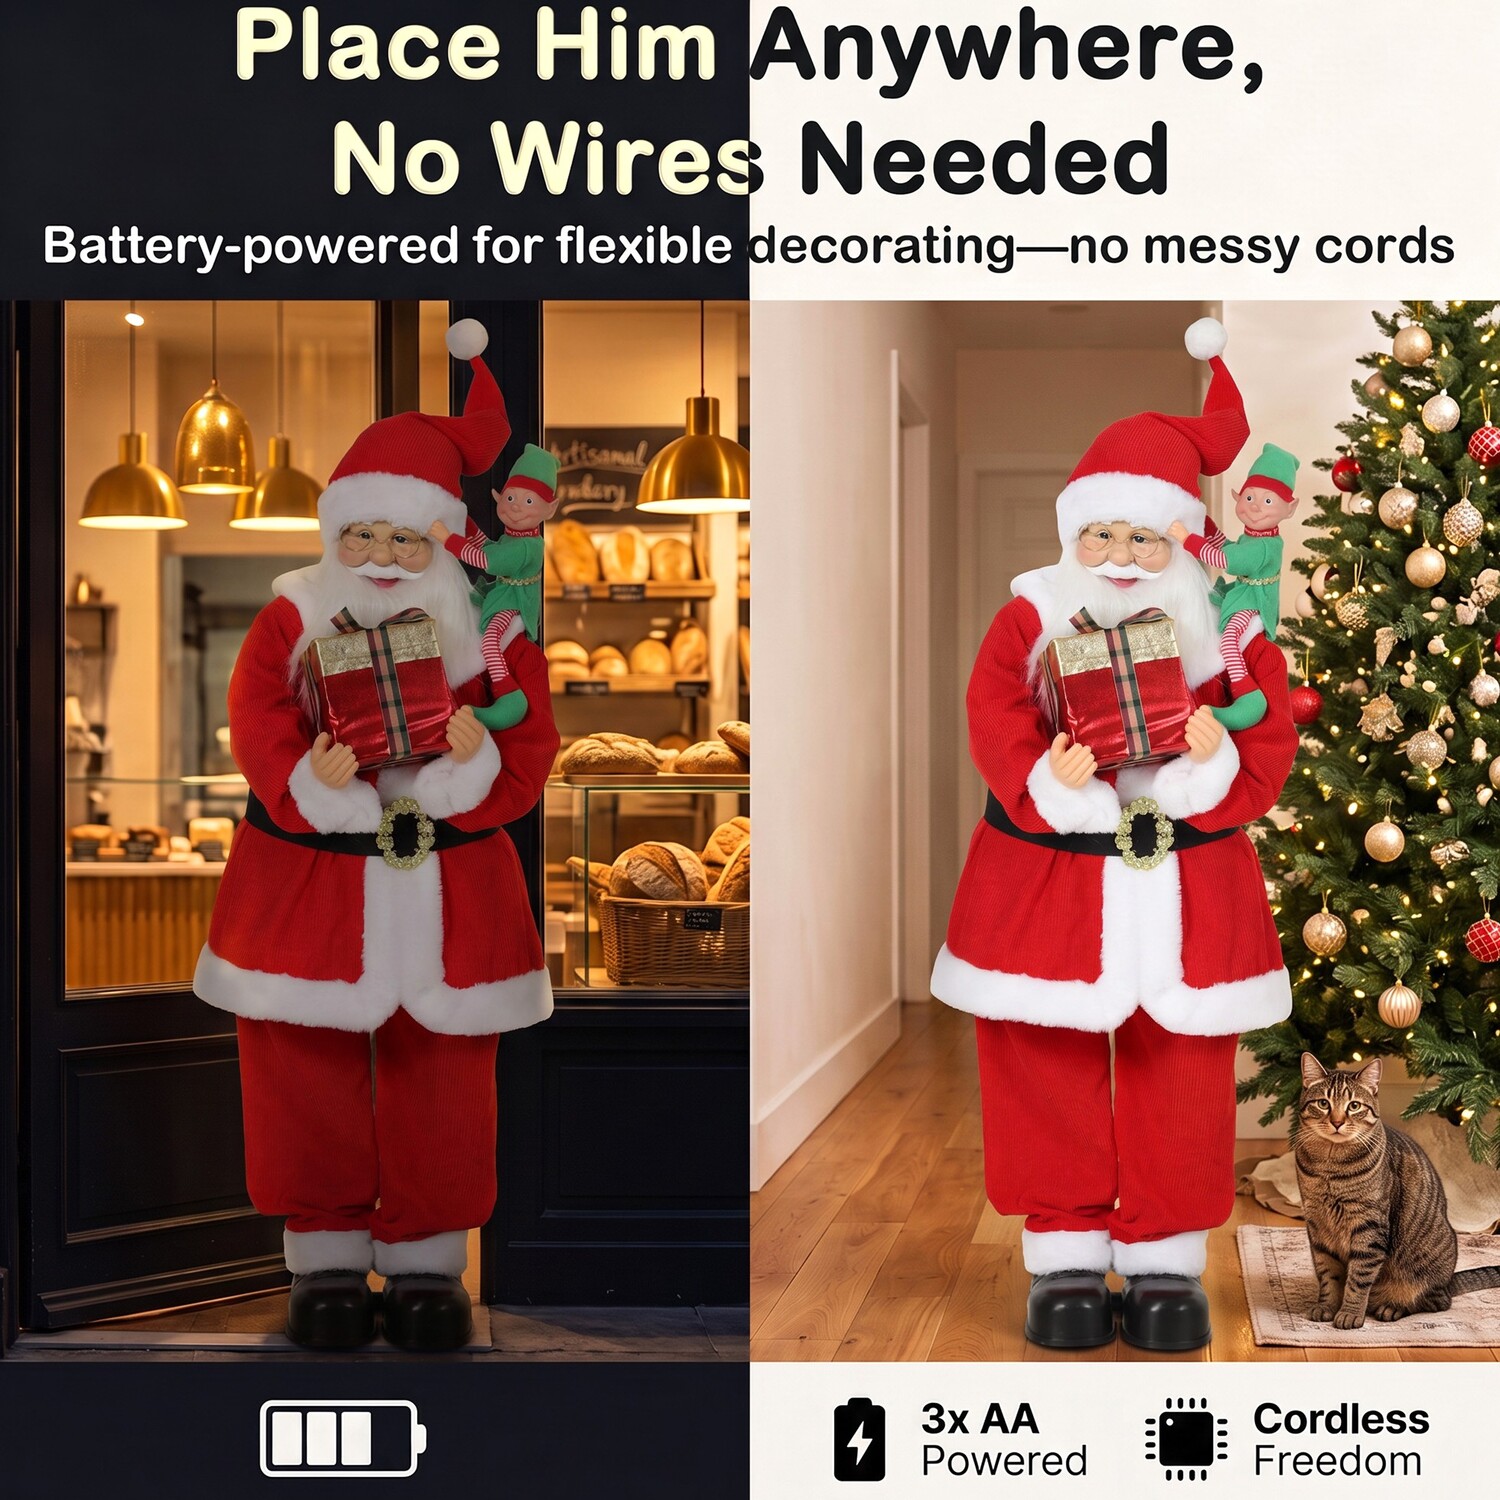 Place Him Anywhere,
No Wires Needed
Battery-powered for flexible decorating—no messy cords
3x AA
Powered
Cordless
Freedom